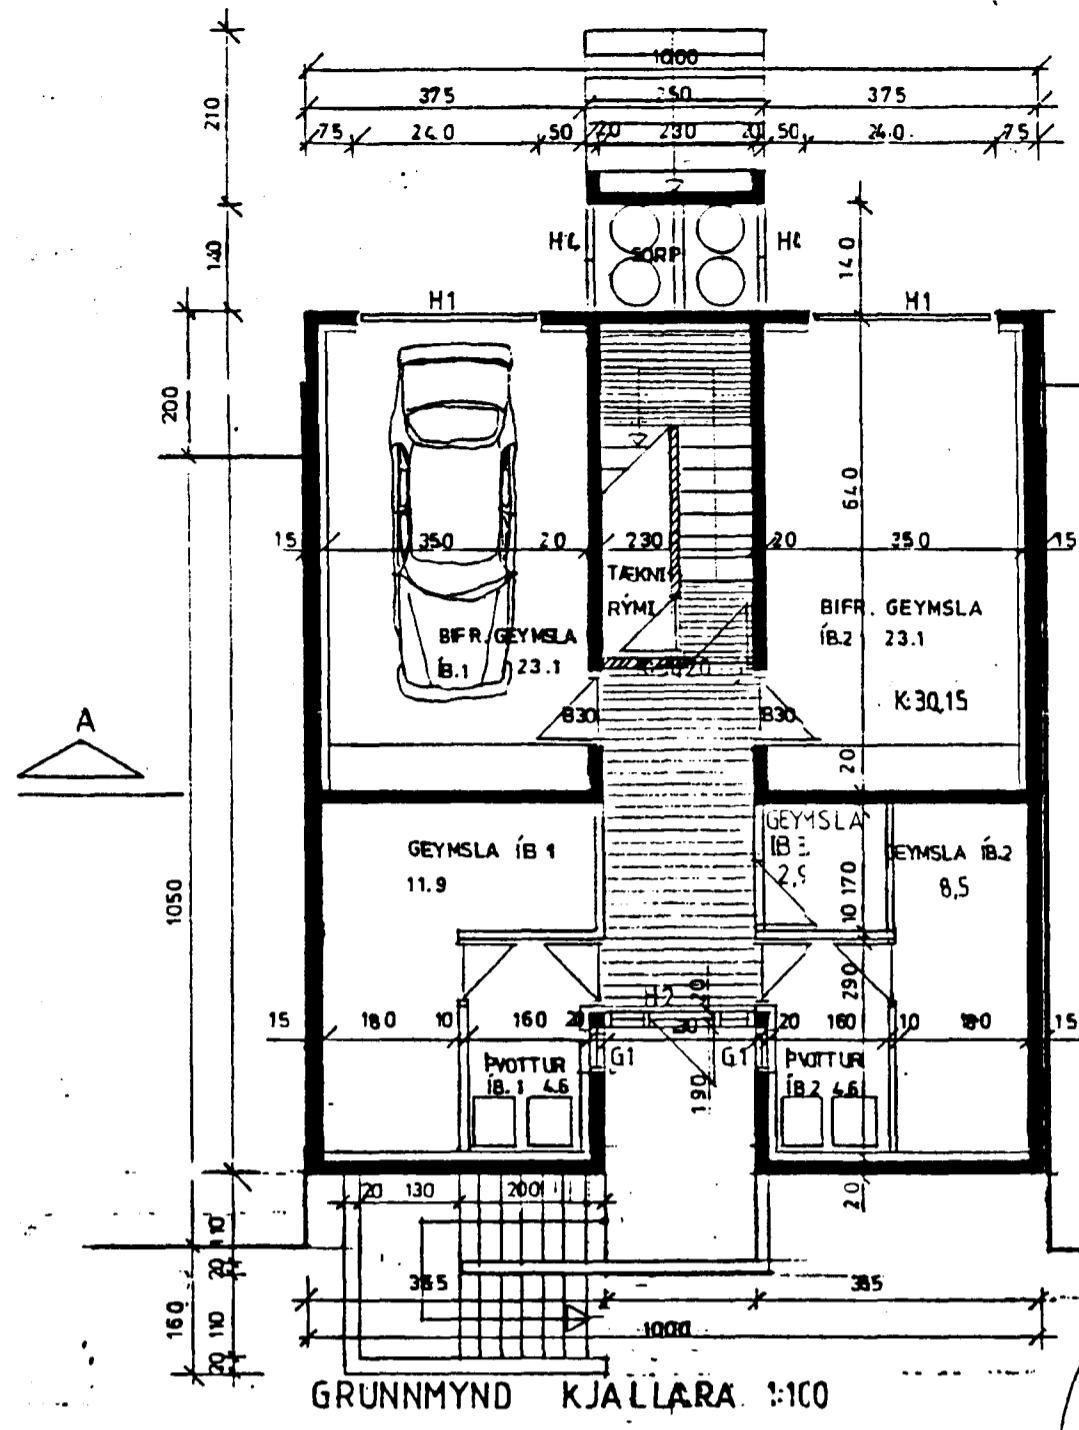 1000
375 250 375
75 240 50 20 230 20 50 240 75
210
140
H1
SORP
H1
140
200
640
15 350 20 230 20 350 15
TÆKNI
RÝMI
BIFR. GEYMSLA
ÍB.1 23.1
BIFR. GEYMSLA
ÍB.2 23.1
K:30,15
B30
B30
A
20
GEYMSLA ÍB 1
11.9
GEYMSLA
2,9
GEYMSLA ÍB.2
8,5
170
10
1050
290
H2
20
15 180 10 160 20 20 160 10 180 15
G1
G1
190
ÞVOTTUR
ÍB. 1 4.6
ÞVOTTUR
ÍB.2 4.6
20 130 200
20
110
20
110
20
160
385 385
1000
GRUNNMYND KJALLARA 1:100